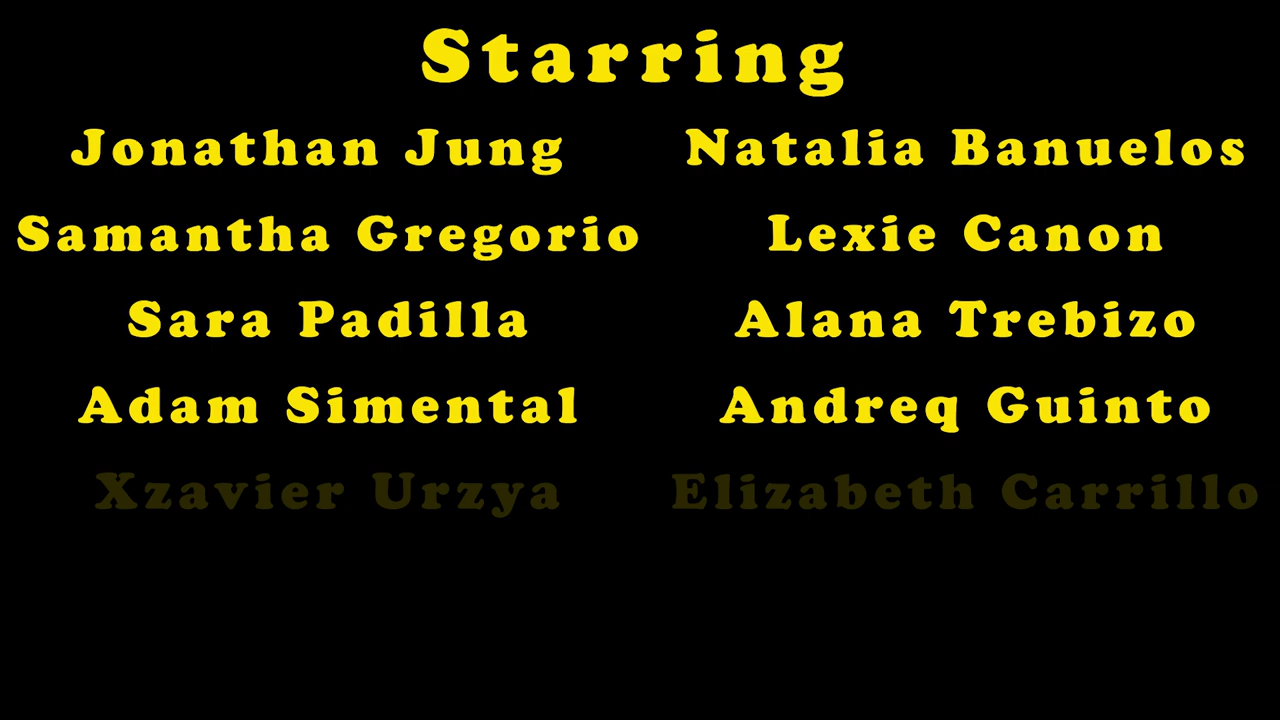 Starring
Jonathan Jung Natalia Banuelos
Samantha Gregorio Lexie Canon
Sara Padilla Alana Trebizo
Adam Simental Andreq Guinto
Xzavier Urzya Elizabeth Carrillo